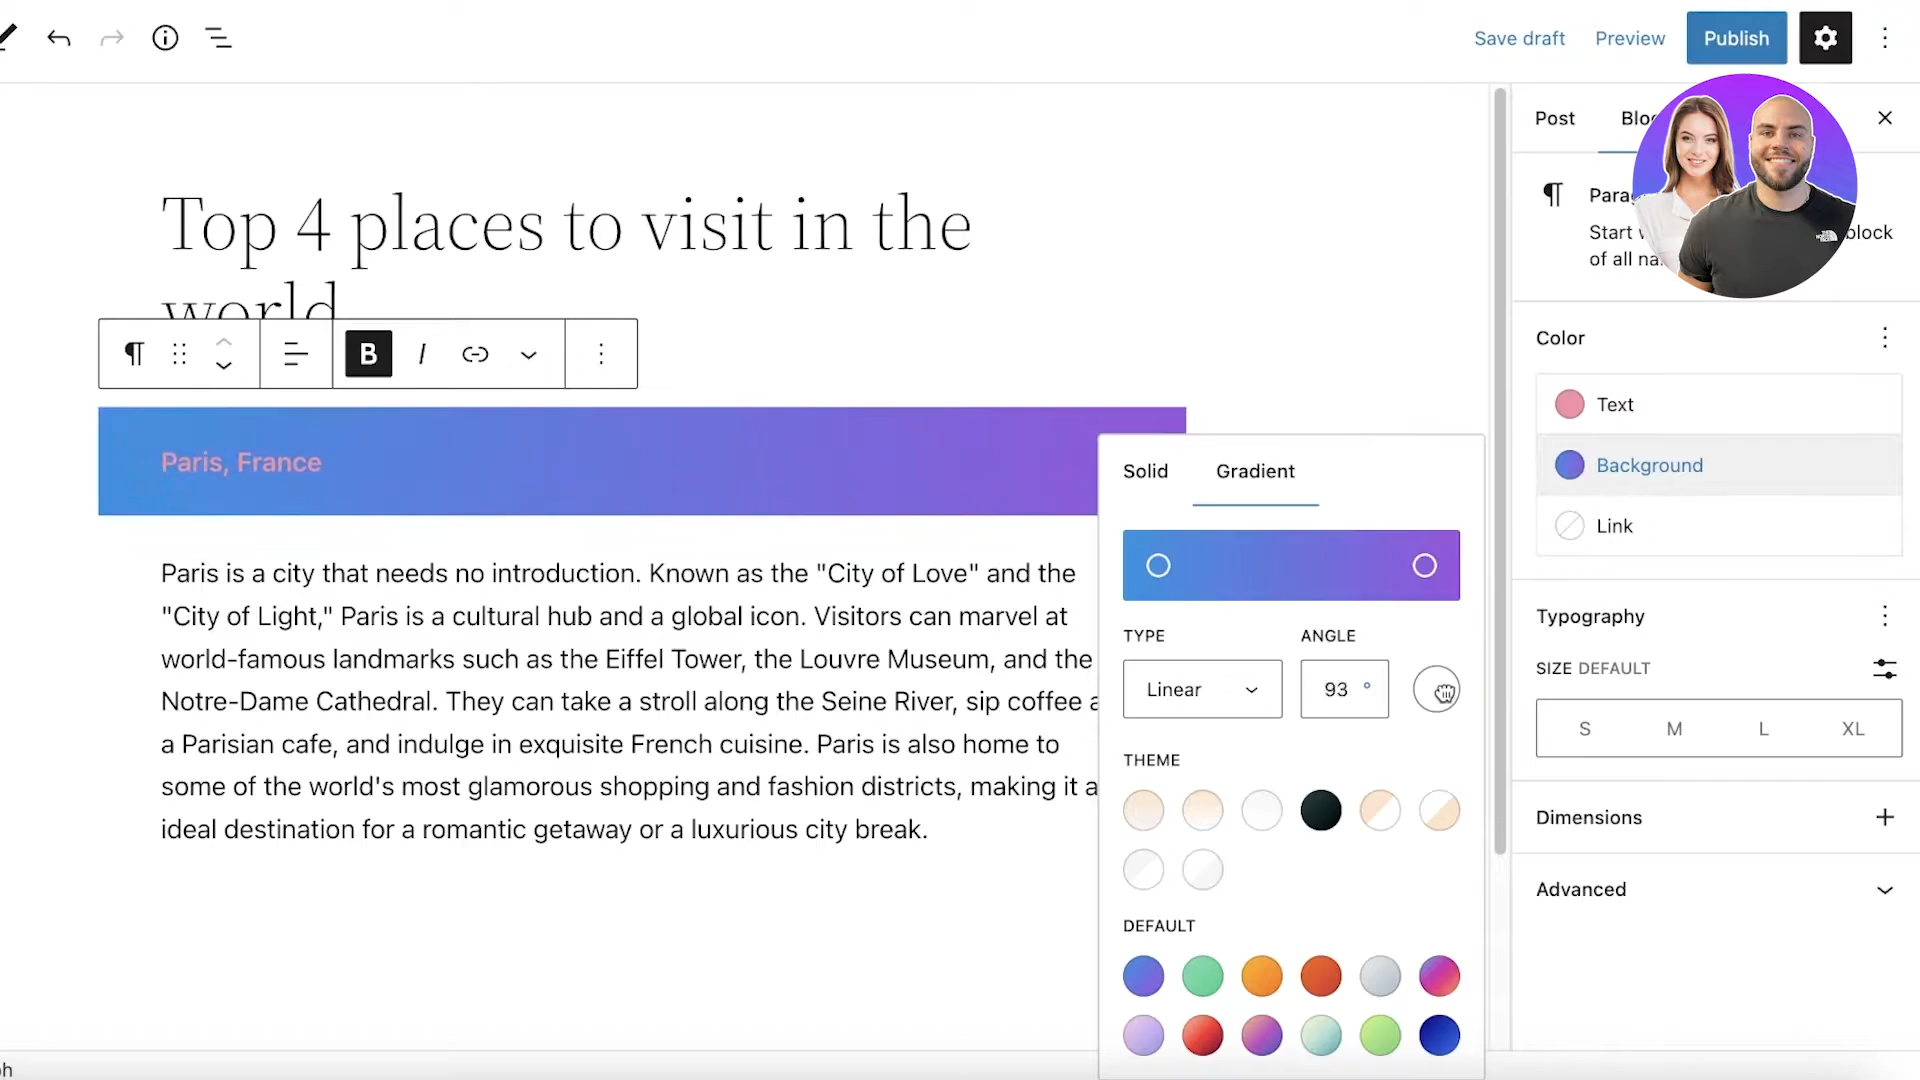 Save draft
Preview
Publish
Post
Top 4 places to visit in the
world
Start
block
of all
B
I
Color
Text
Background
Link
Paris, France
Solid
Gradient
Paris is a city that needs no introduction. Known as the "City of Love" and the
"City of Light," Paris is a cultural hub and a global icon. Visitors can marvel at
world-famous landmarks such as the Eiffel Tower, the Louvre Museum, and the
Notre-Dame Cathedral. They can take a stroll along the Seine River, sip coffee a
a Parisian cafe, and indulge in exquisite French cuisine. Paris is also home to
some of the world's most glamorous shopping and fashion districts, making it a
ideal destination for a romantic getaway or a luxurious city break.
TYPE
ANGLE
Linear
93 °
THEME
DEFAULT
Typography
SIZE DEFAULT
S M L XL
Dimensions
Advanced